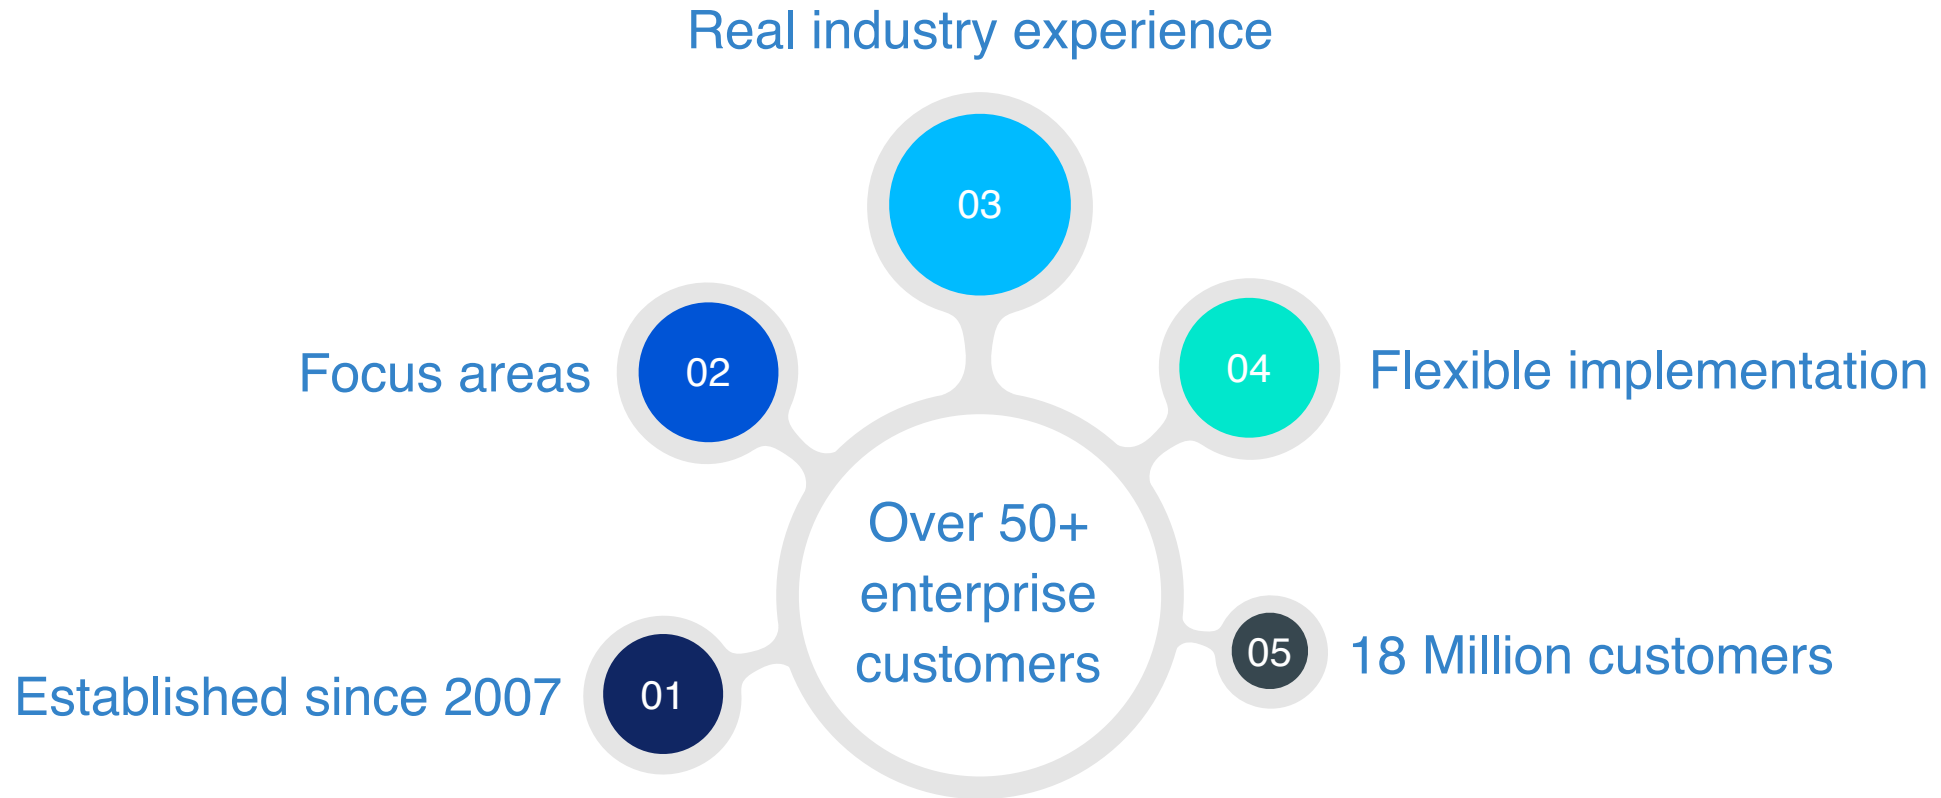 Real industry experience
03
02
Focus areas
04
Flexible implementation
Over 50+
enterprise
customers
01
Established since 2007
05
18 Million customers